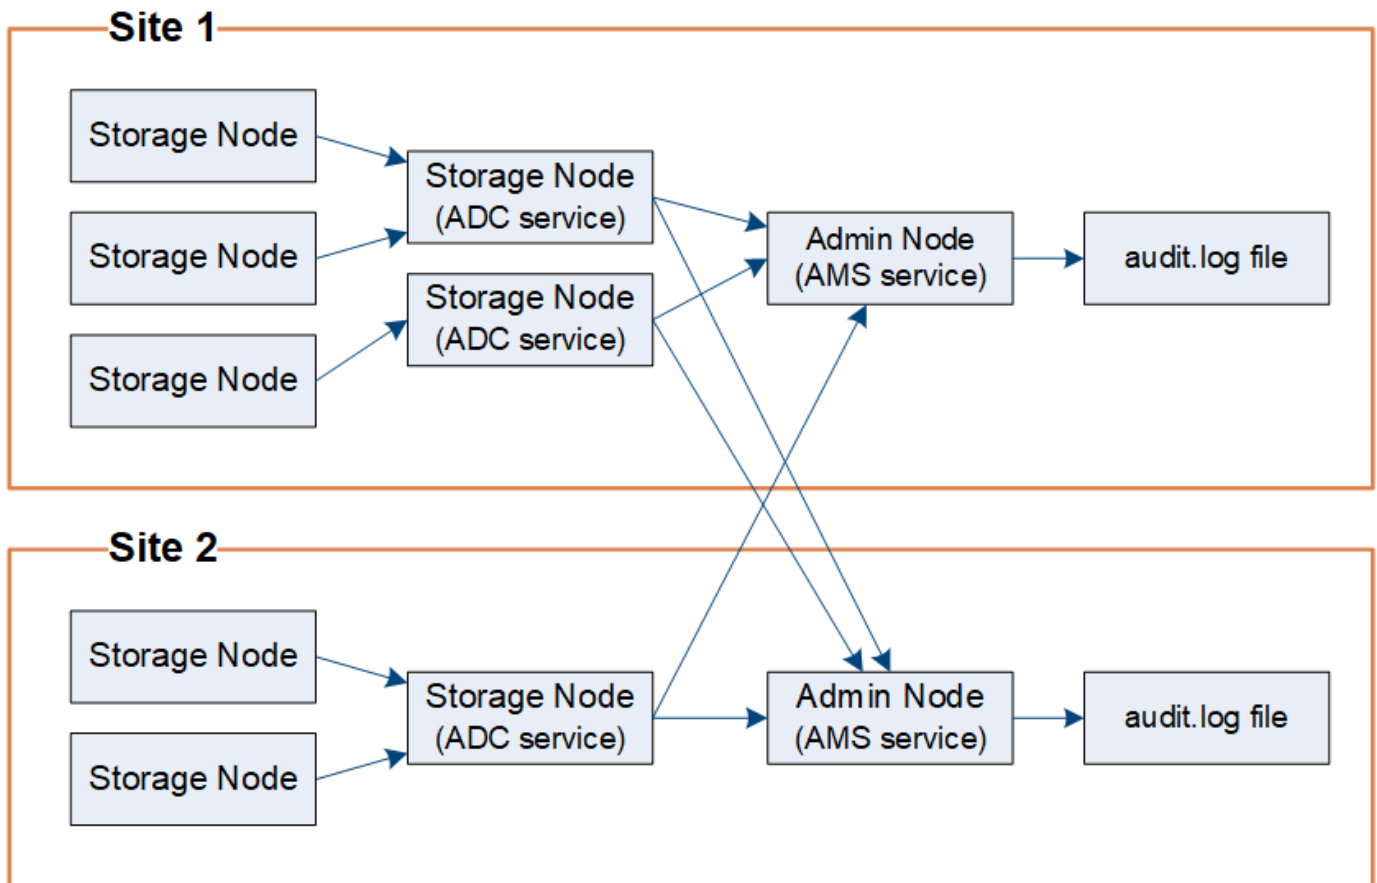 Site 1
Storage Node
Storage Node
Storage Node
Storage Node
(ADC service)
Storage Node
(ADC service)
Admin Node
(AMS service)
audit.log file
Site 2
Storage Node
Storage Node
Storage Node
(ADC service)
Admin Node
(AMS service)
audit.log file